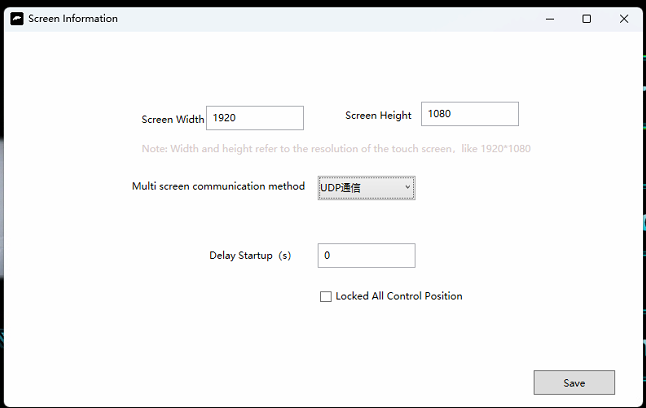 Screen Information
Screen Width 1920 Screen Height 1080
Note: Width and height refer to the resolution of the touch screen，like 1920*1080
Multi screen communication method UDP通信
Delay Startup（s） 0
Locked All Control Position
Save